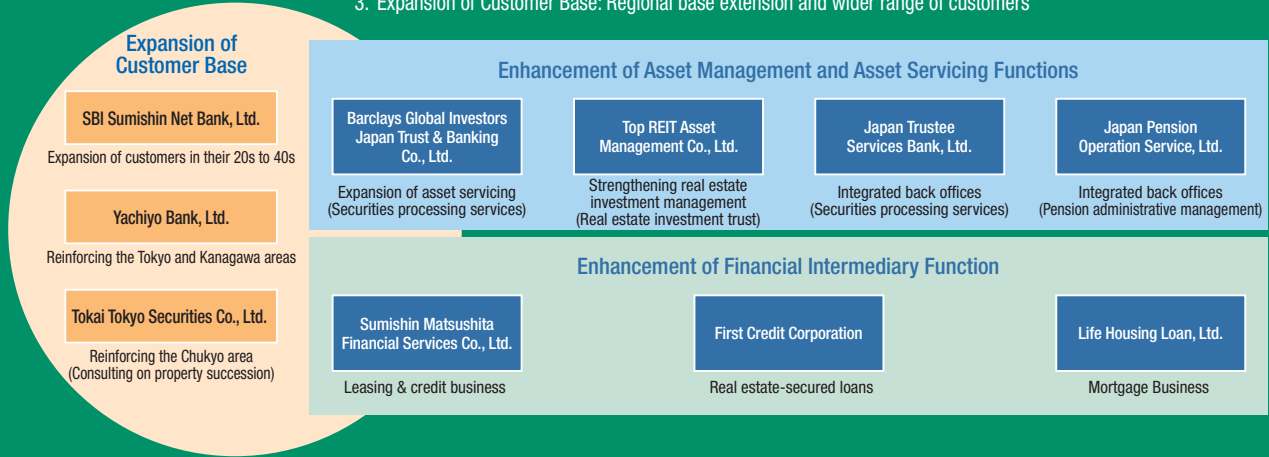 3. Expansion of Customer Base: Regional base extension and wider range of customers
Expansion of
Customer Base
SBI Sumishin Net Bank, Ltd.
Expansion of customers in their 20s to 40s
Yachiyo Bank, Ltd.
Reinforcing the Tokyo and Kanagawa areas
Tokai Tokyo Securities Co., Ltd.
Reinforcing the Chukyo area
(Consulting on property succession)
Enhancement of Asset Management and Asset Servicing Functions
Barclays Global Investors
Japan Trust & Banking
Co., Ltd.
Expansion of asset servicing
(Securities processing services)
Top REIT Asset
Management Co., Ltd.
Strengthening real estate
investment management
(Real estate investment trust)
Japan Trustee
Services Bank, Ltd.
Integrated back offices
(Securities processing services)
Japan Pension
Operation Service, Ltd.
Integrated back offices
(Pension administrative management)
Enhancement of Financial Intermediary Function
Sumishin Matsushita
Financial Services Co., Ltd.
Leasing & credit business
First Credit Corporation
Real estate-secured loans
Life Housing Loan, Ltd.
Mortgage Business